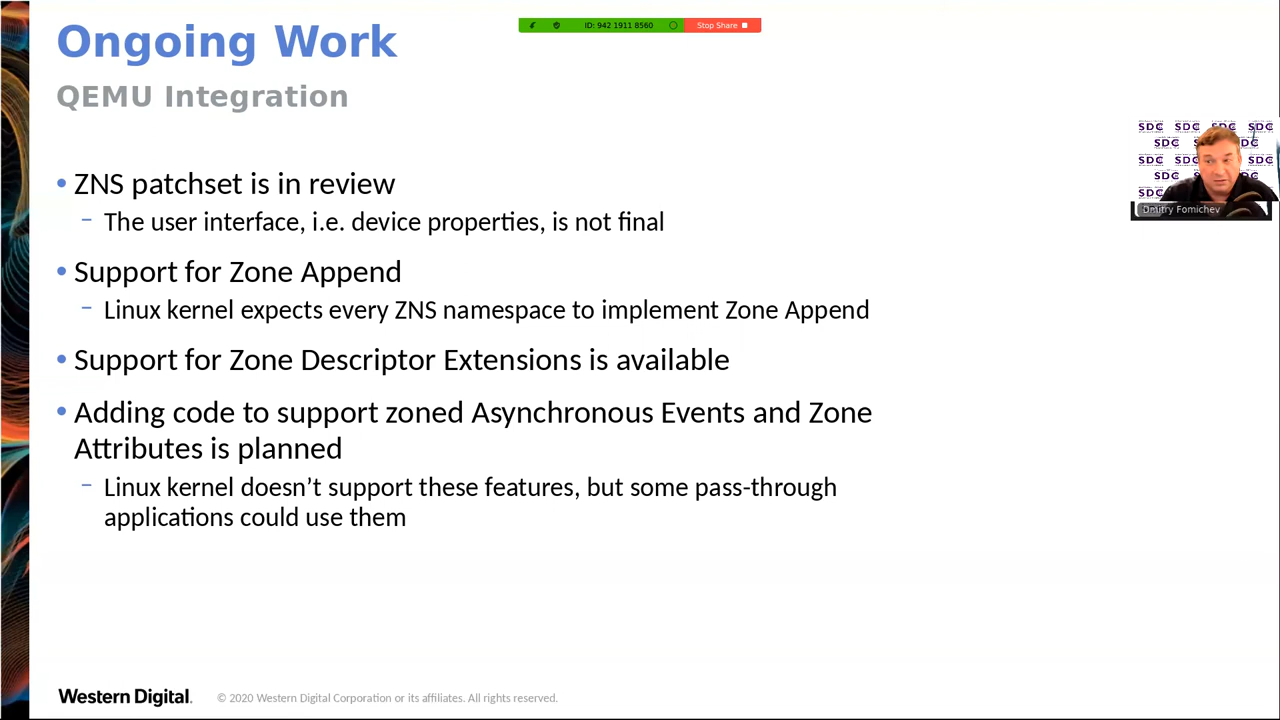 Ongoing Work
ID: 942 1911 8560
Stop Share
QEMU Integration
SDC SDC SDC SDC
SDC SDC
SDC SDC
SDC
Dmitry Fomichev
• ZNS patchset is in review
– The user interface, i.e. device properties, is not final
• Support for Zone Append
– Linux kernel expects every ZNS namespace to implement Zone Append
• Support for Zone Descriptor Extensions is available
• Adding code to support zoned Asynchronous Events and Zone
Attributes is planned
– Linux kernel doesn’t support these features, but some pass-through
applications could use them
Western Digital.
© 2020 Western Digital Corporation or its affiliates. All rights reserved.